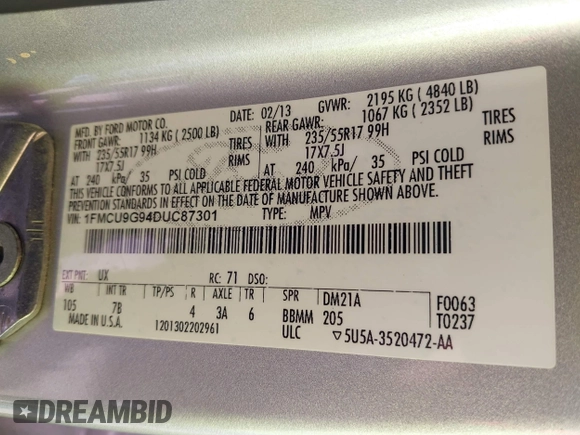 MFD. BY FORD MOTOR CO.
DATE: 02/13 GVWR: 2195 KG ( 4840 LB)
FRONT GAWR: 1134 KG ( 2500 LB) REAR GAWR: 1067 KG ( 2352 LB)
WITH 235/55R17 99H TIRES WITH 235/55R17 99H TIRES
17X7.5J RIMS 17X7.5J RIMS
AT 240 kPa/ 35 PSI COLD AT 240 kPa/ 35 PSI COLD
THIS VEHICLE CONFORMS TO ALL APPLICABLE FEDERAL MOTOR VEHICLE SAFETY AND THEFT
PREVENTION STANDARDS IN EFFECT ON THE DATE OF MANUFACTURE SHOWN ABOVE.
VIN: 1FMCU9G94DUC87301 TYPE: MPV
EXT PNT: UX RC: 71 DSO:
WB INT TR TP/PS R AXLE TR SPR DM21A F0063
105 7B 4 3A 6 BBMM 205 T0237
MADE IN U.S.A. 1201302202961 ULC ▽5U5A-3520472-AA
DREAMBID